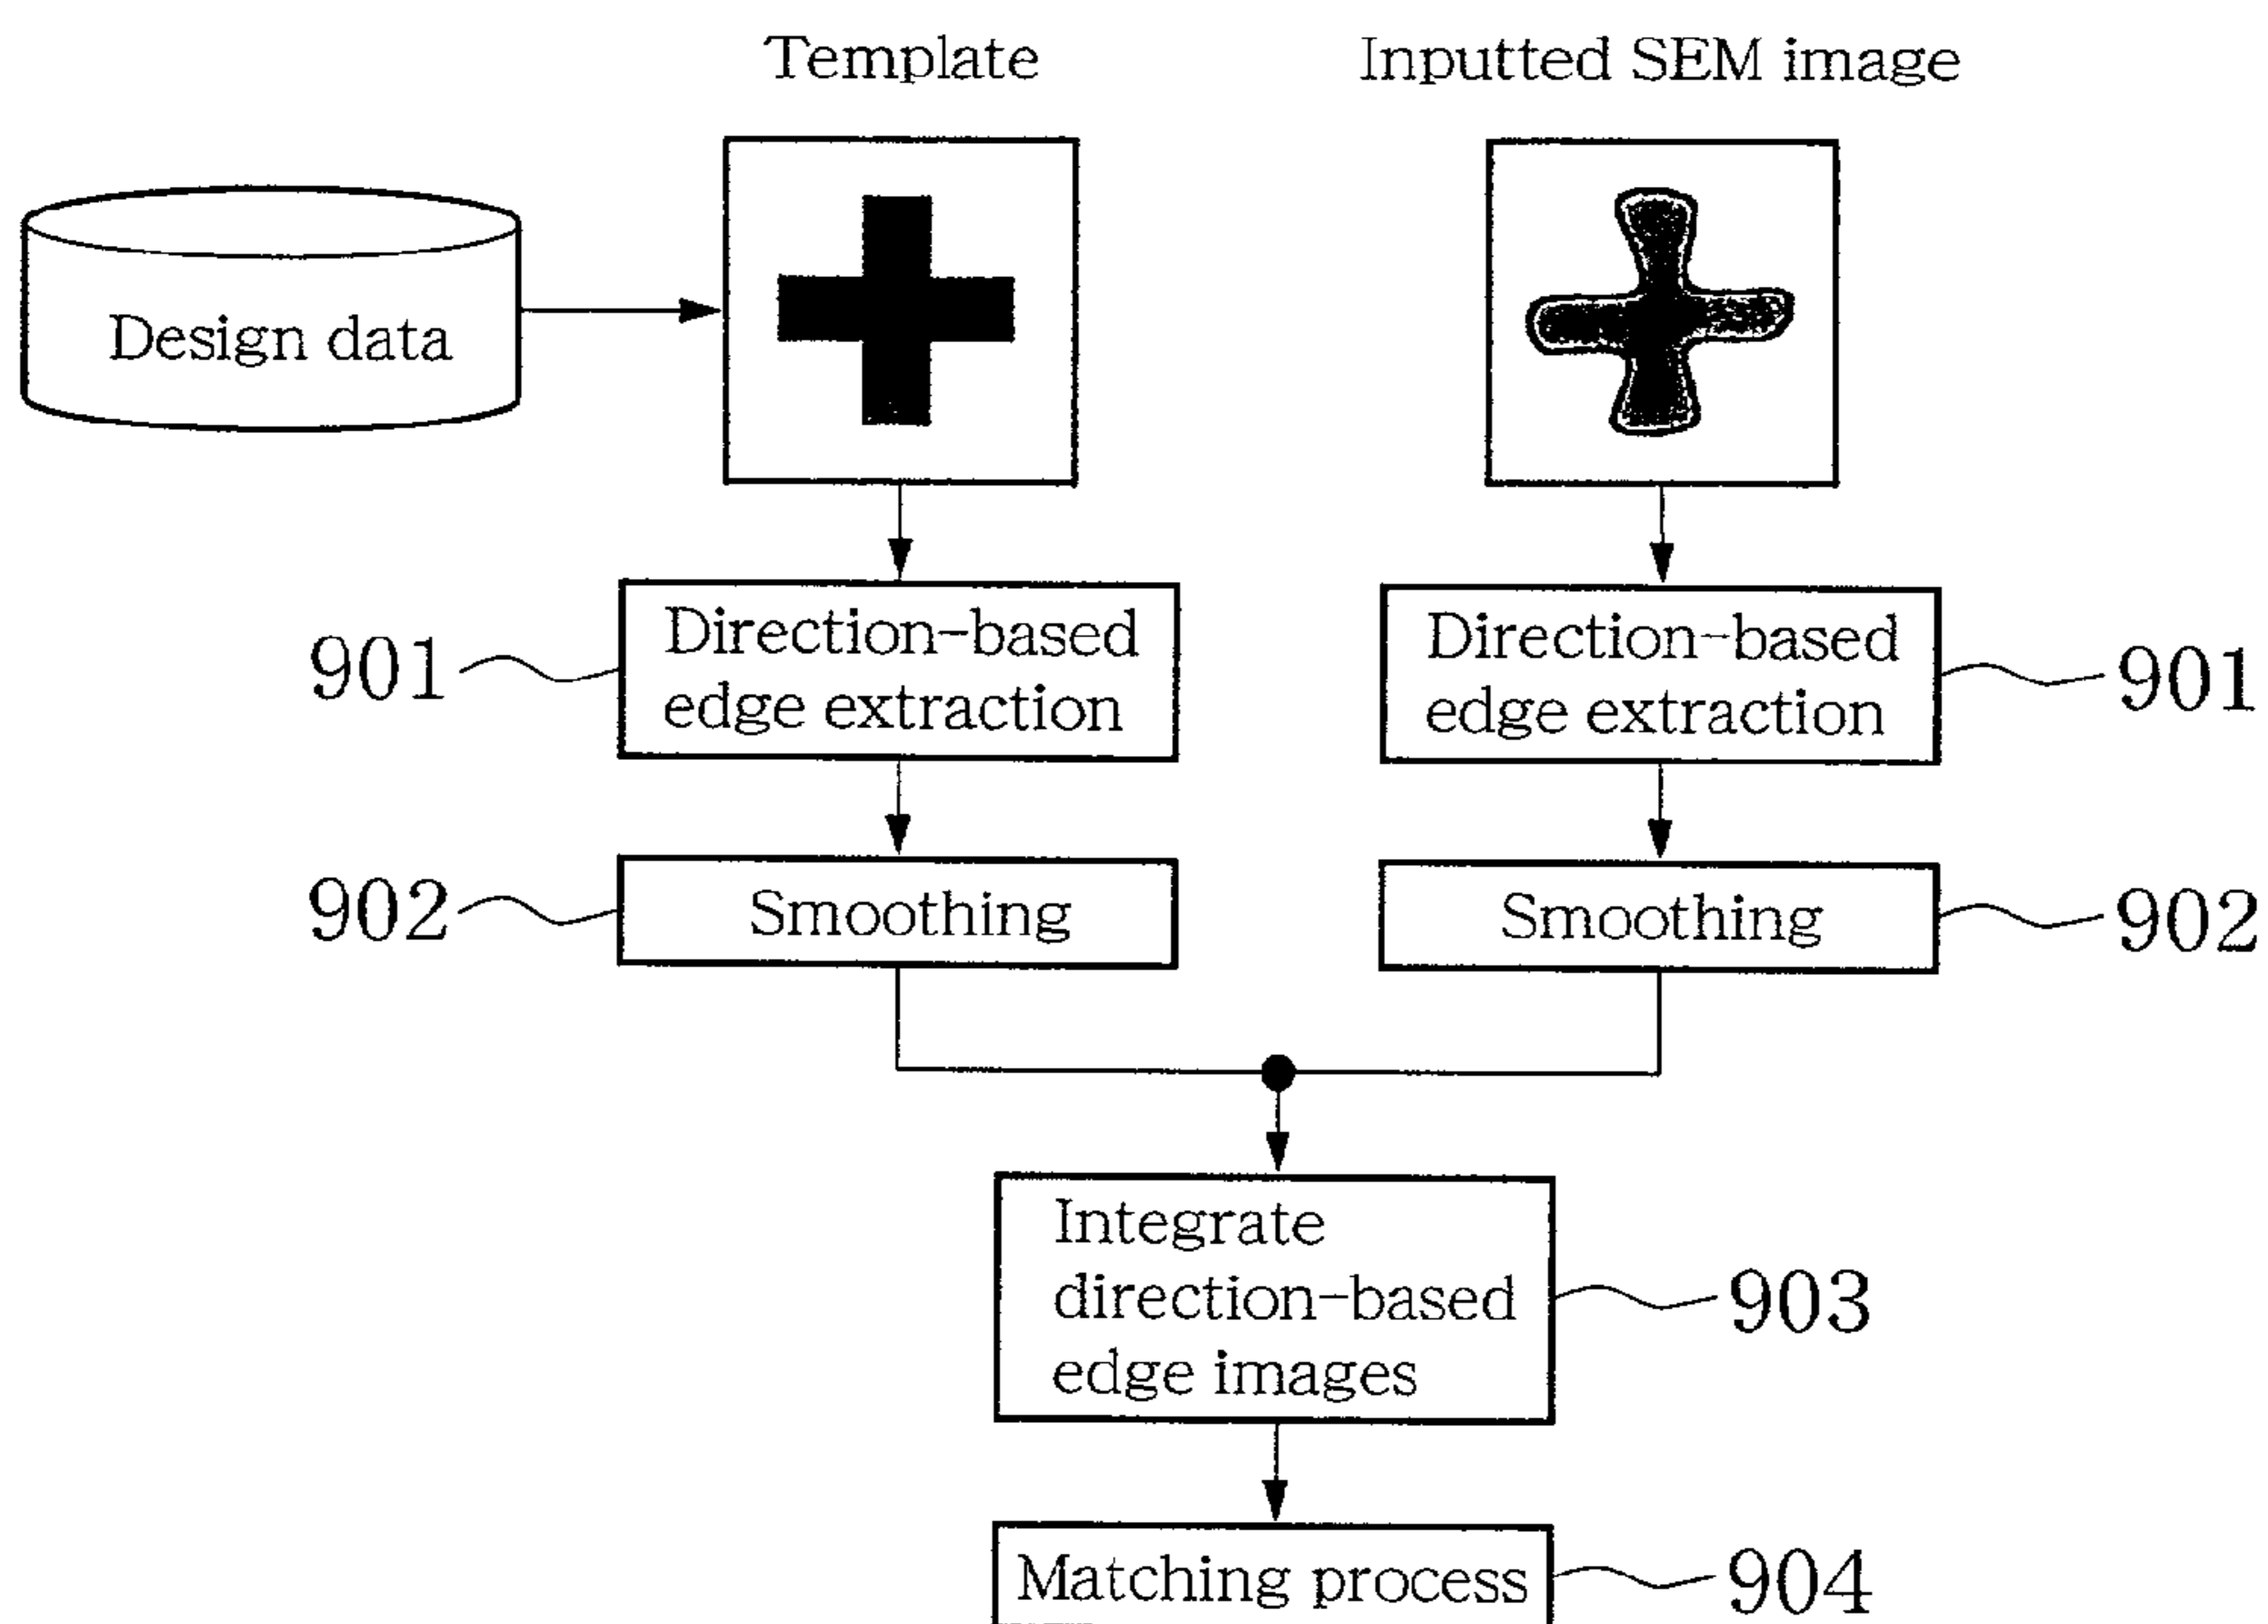 Template
Inputted SEM image
Design data
901
Direction-based
edge extraction
Direction-based
edge extraction
901
902
Smoothing
Smoothing
902
Integrate
direction-based
edge images
903
Matching process
904